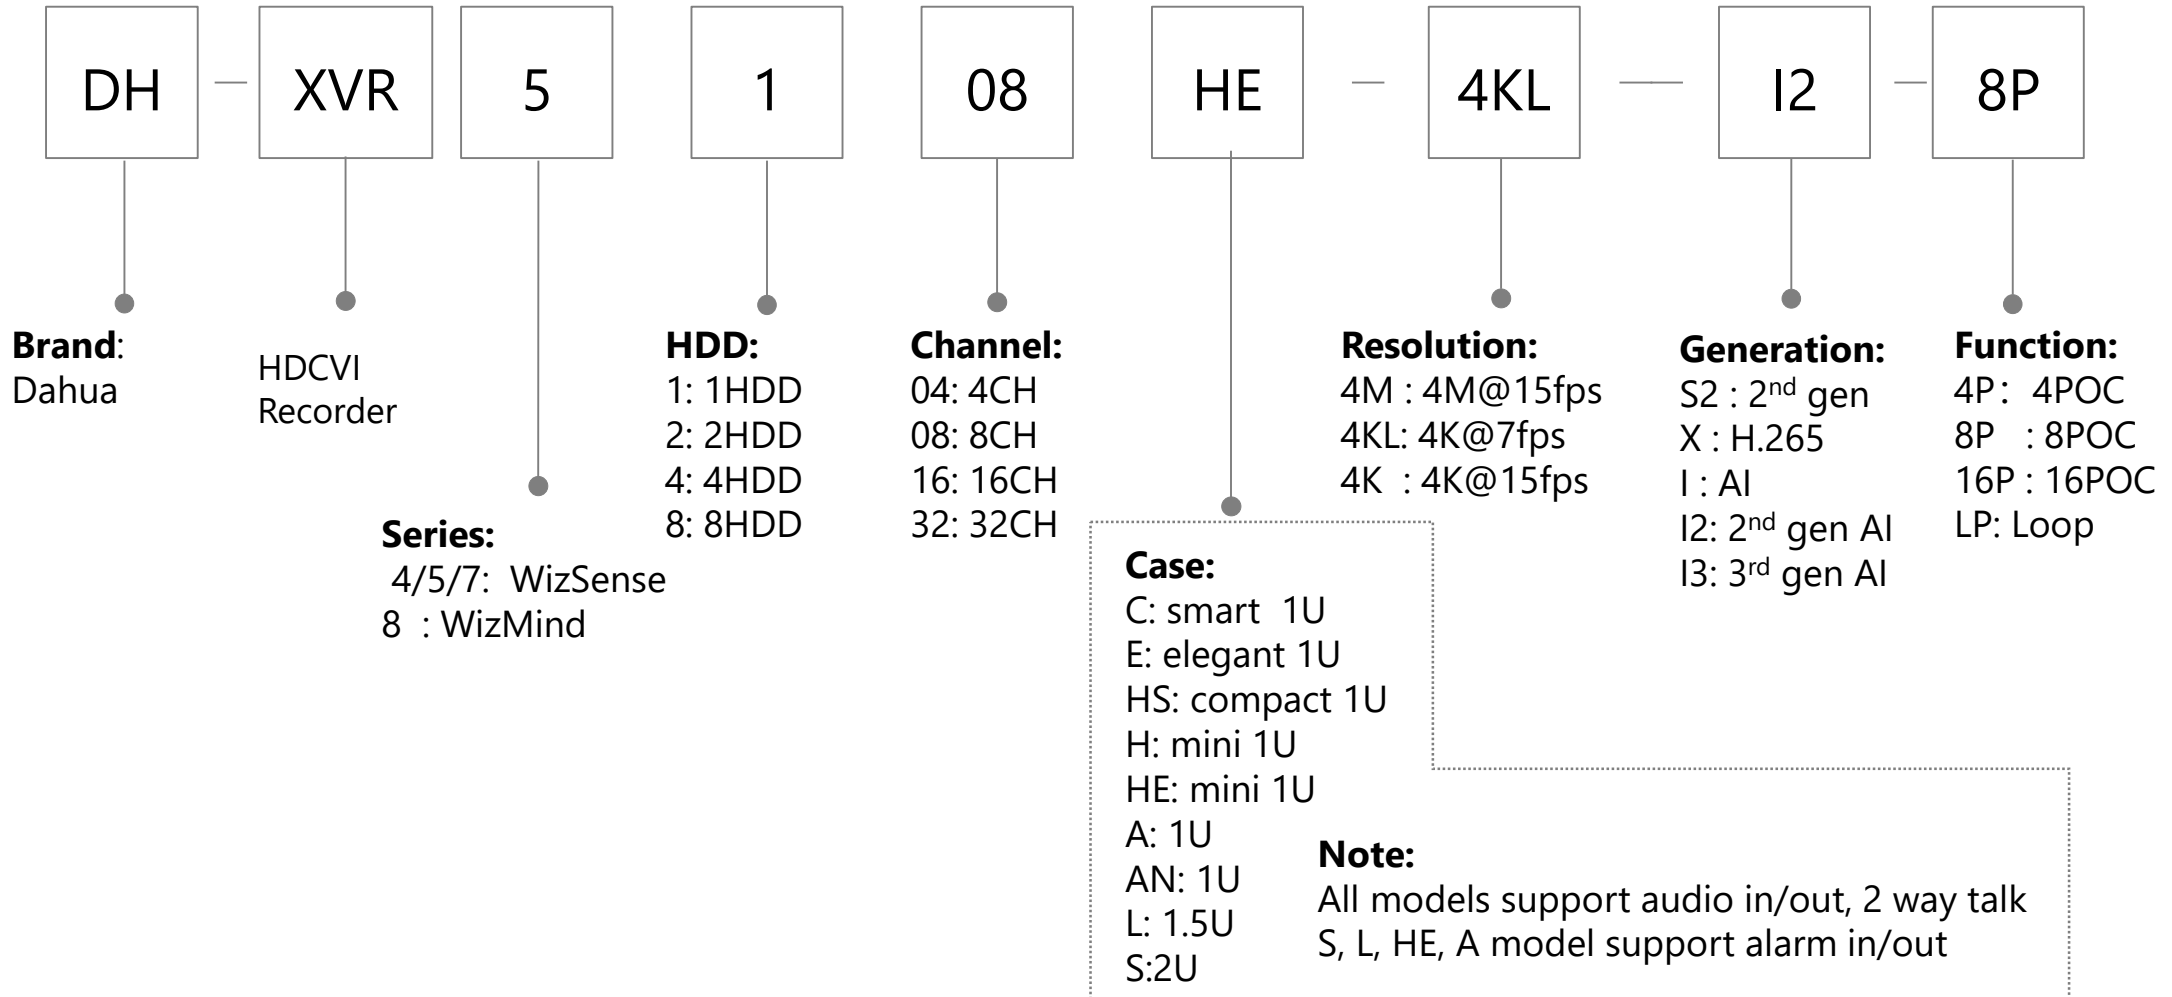 DH — XVR 5 1 08 HE — 4KL — I2 — 8P
Brand:
Dahua
HDCVI
Recorder
Series:
4/5/7: WizSense
8 : WizMind
HDD:
1: 1HDD
2: 2HDD
4: 4HDD
8: 8HDD
Channel:
04: 4CH
08: 8CH
16: 16CH
32: 32CH
Case:
C: smart 1U
E: elegant 1U
HS: compact 1U
H: mini 1U
HE: mini 1U
A: 1U
AN: 1U
L: 1.5U
S:2U
Note:
All models support audio in/out, 2 way talk
S, L, HE, A model support alarm in/out
Resolution:
4M : 4M@15fps
4KL: 4K@7fps
4K : 4K@15fps
Generation:
S2 : 2nd gen
X : H.265
I : AI
I2: 2nd gen AI
I3: 3rd gen AI
Function:
4P: 4POC
8P : 8POC
16P : 16POC
LP: Loop